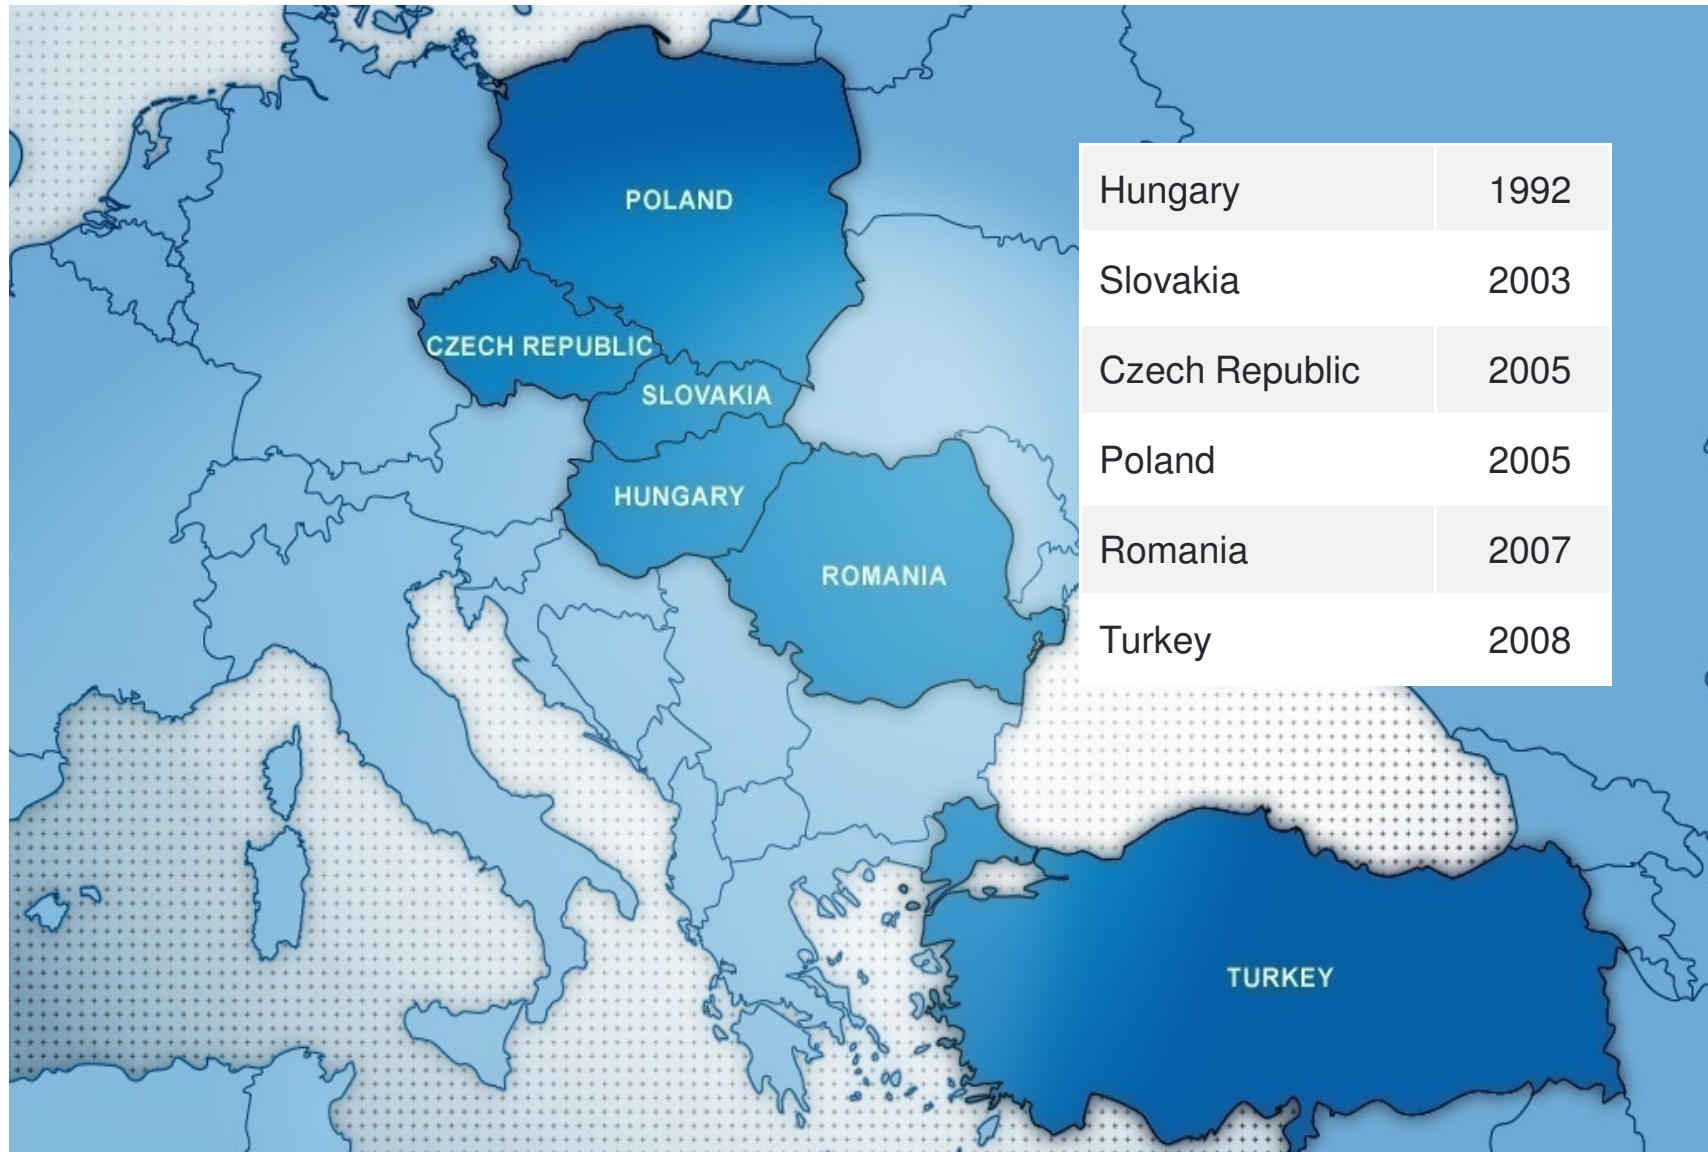 POLAND
CZECH REPUBLIC
SLOVAKIA
HUNGARY
ROMANIA
TURKEY
Hungary 1992
Slovakia 2003
Czech Republic 2005
Poland 2005
Romania 2007
Turkey 2008